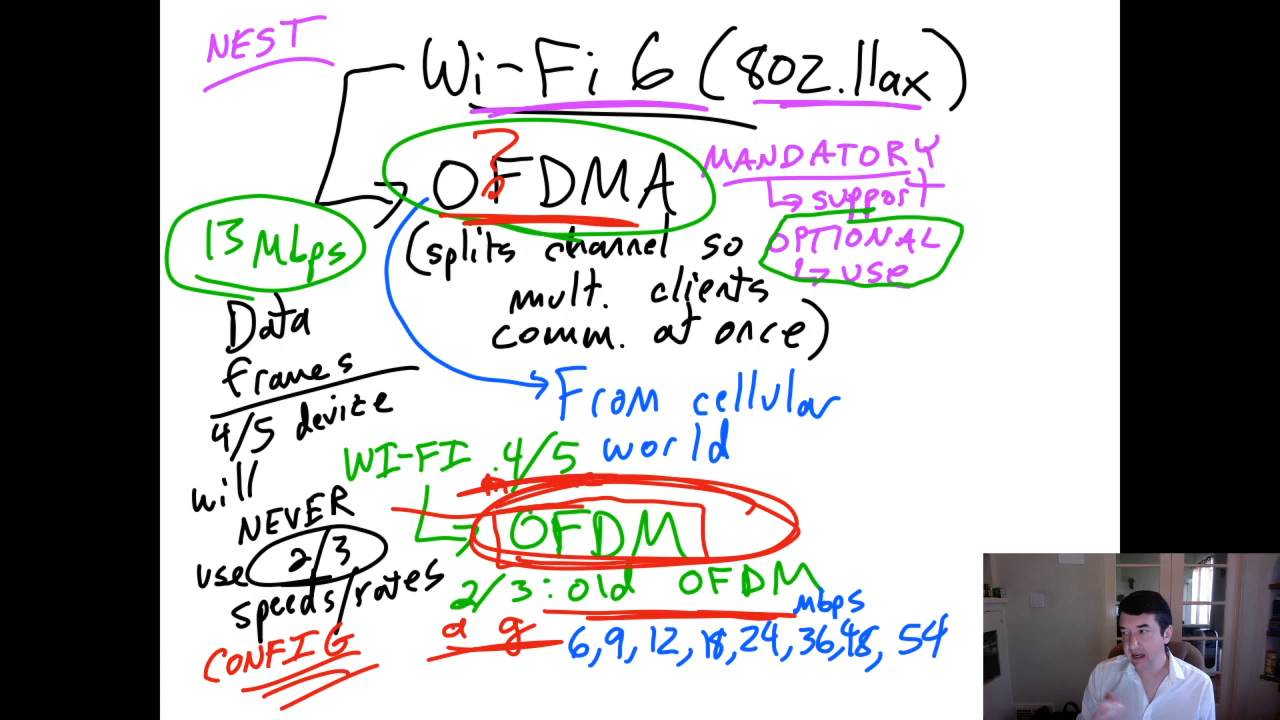 NEST
Wi-Fi 6 (802.11ax)
?
OFDMA
MANDATORY
↳ support
OPTIONAL
↳ use
(splits channel so
mult. clients
comm. at once)
13 Mbps
Data
frames
4/5 device
will
NEVER
use 2/3
speeds/rates
CONFIG
From cellular
world
WI-FI 4/5
OFDM
2/3: old OFDM
a g
Mbps
6, 9, 12, 18, 24, 36, 48, 54